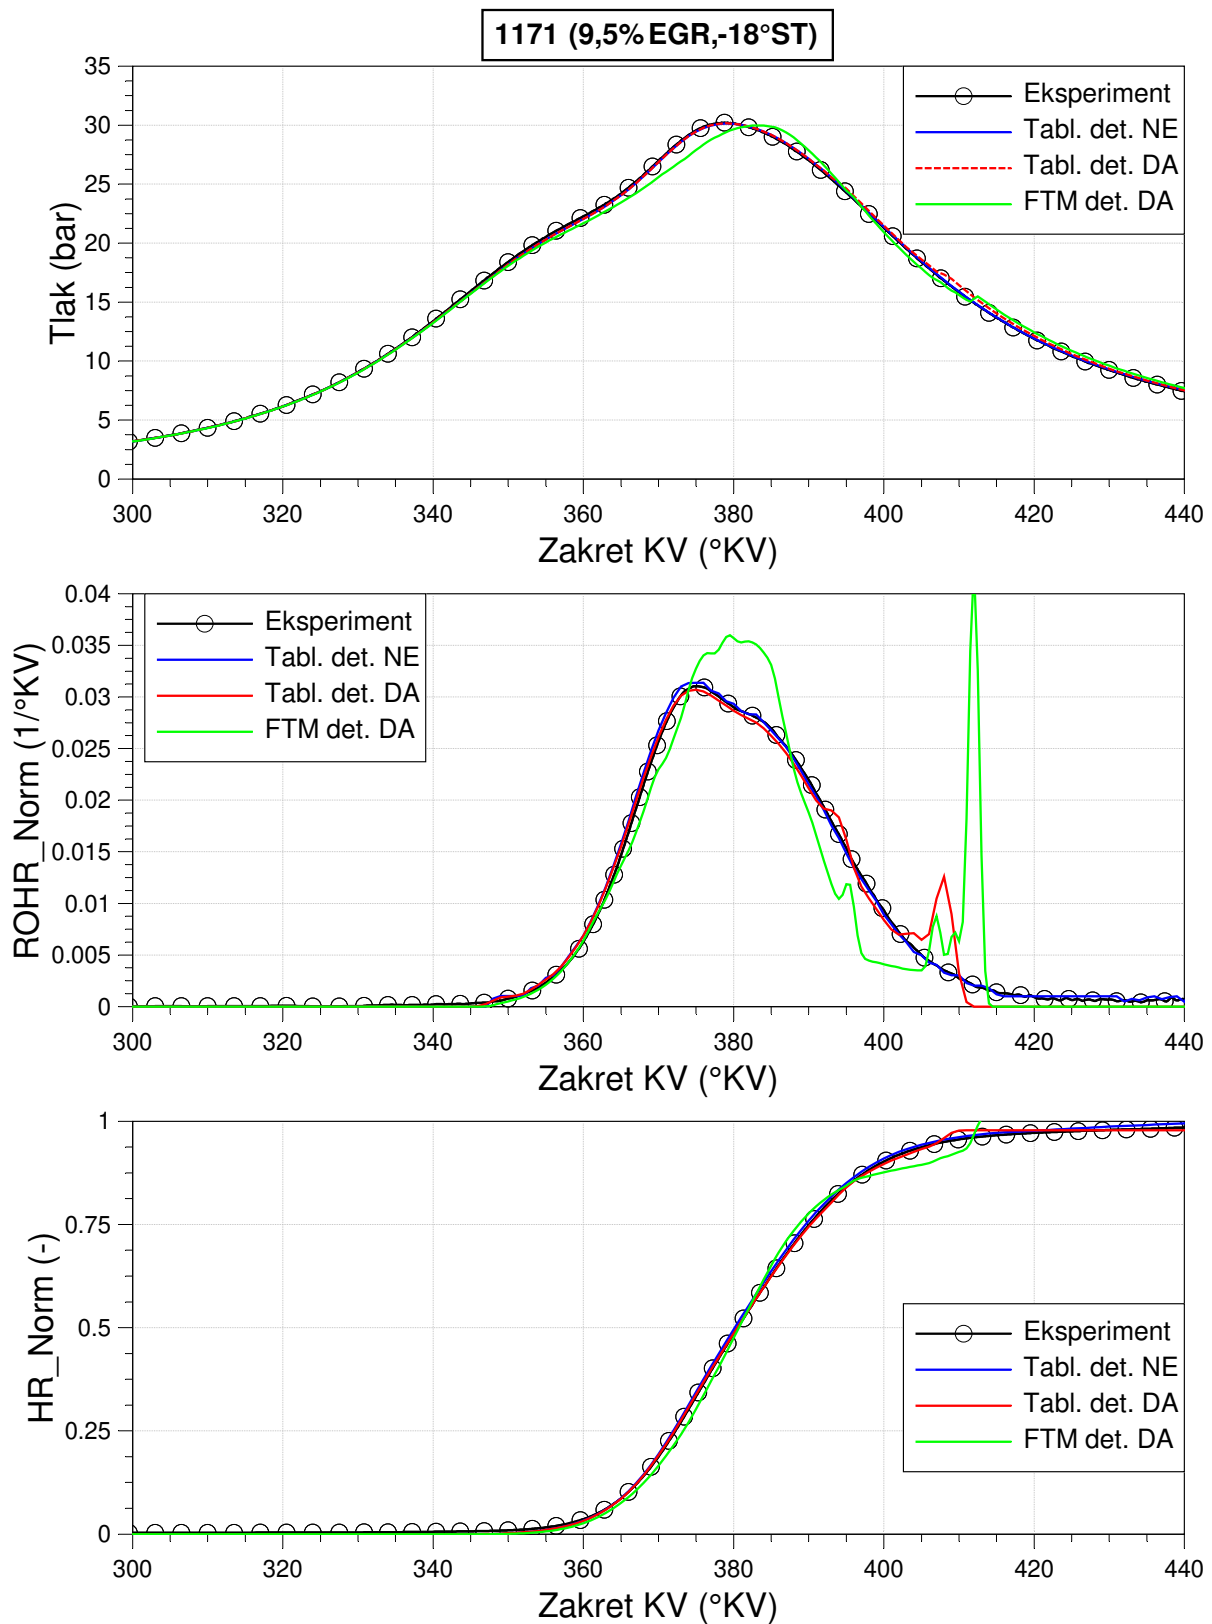 1171 (9,5% EGR,-18°ST)
35
30
25
20
15
10
5
0
Tlak (bar)
Eksperiment
Tabl. det. NE
Tabl. det. DA
FTM det. DA
300 320 340 360 380 400 420 440
Zakret KV (°KV)
0.04
0.035
0.03
0.025
0.02
0.015
0.01
0.005
0
ROHR_Norm (1/°KV)
Eksperiment
Tabl. det. NE
Tabl. det. DA
FTM det. DA
300 320 340 360 380 400 420 440
Zakret KV (°KV)
1
0.75
0.5
0.25
0
HR_Norm (-)
Eksperiment
Tabl. det. NE
Tabl. det. DA
FTM det. DA
300 320 340 360 380 400 420 440
Zakret KV (°KV)